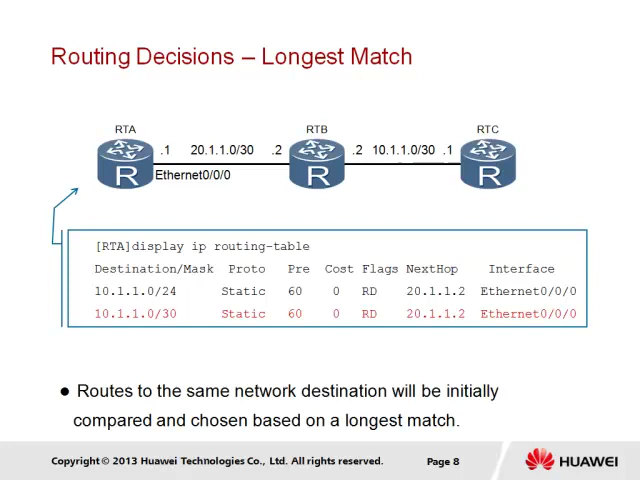 Routing Decisions – Longest Match
RTA RTB RTC
.1 20.1.1.0/30 .2 .2 10.1.1.0/30 .1
R R R
Ethernet0/0/0
[RTA]display ip routing-table
Destination/Mask Proto Pre Cost Flags NextHop Interface
10.1.1.0/24 Static 60 0 RD 20.1.1.2 Ethernet0/0/0
10.1.1.0/30 Static 60 0 RD 20.1.1.2 Ethernet0/0/0
● Routes to the same network destination will be initially
compared and chosen based on a longest match.
Copyright © 2013 Huawei Technologies Co., Ltd. All rights reserved. Page 8 HUAWEI